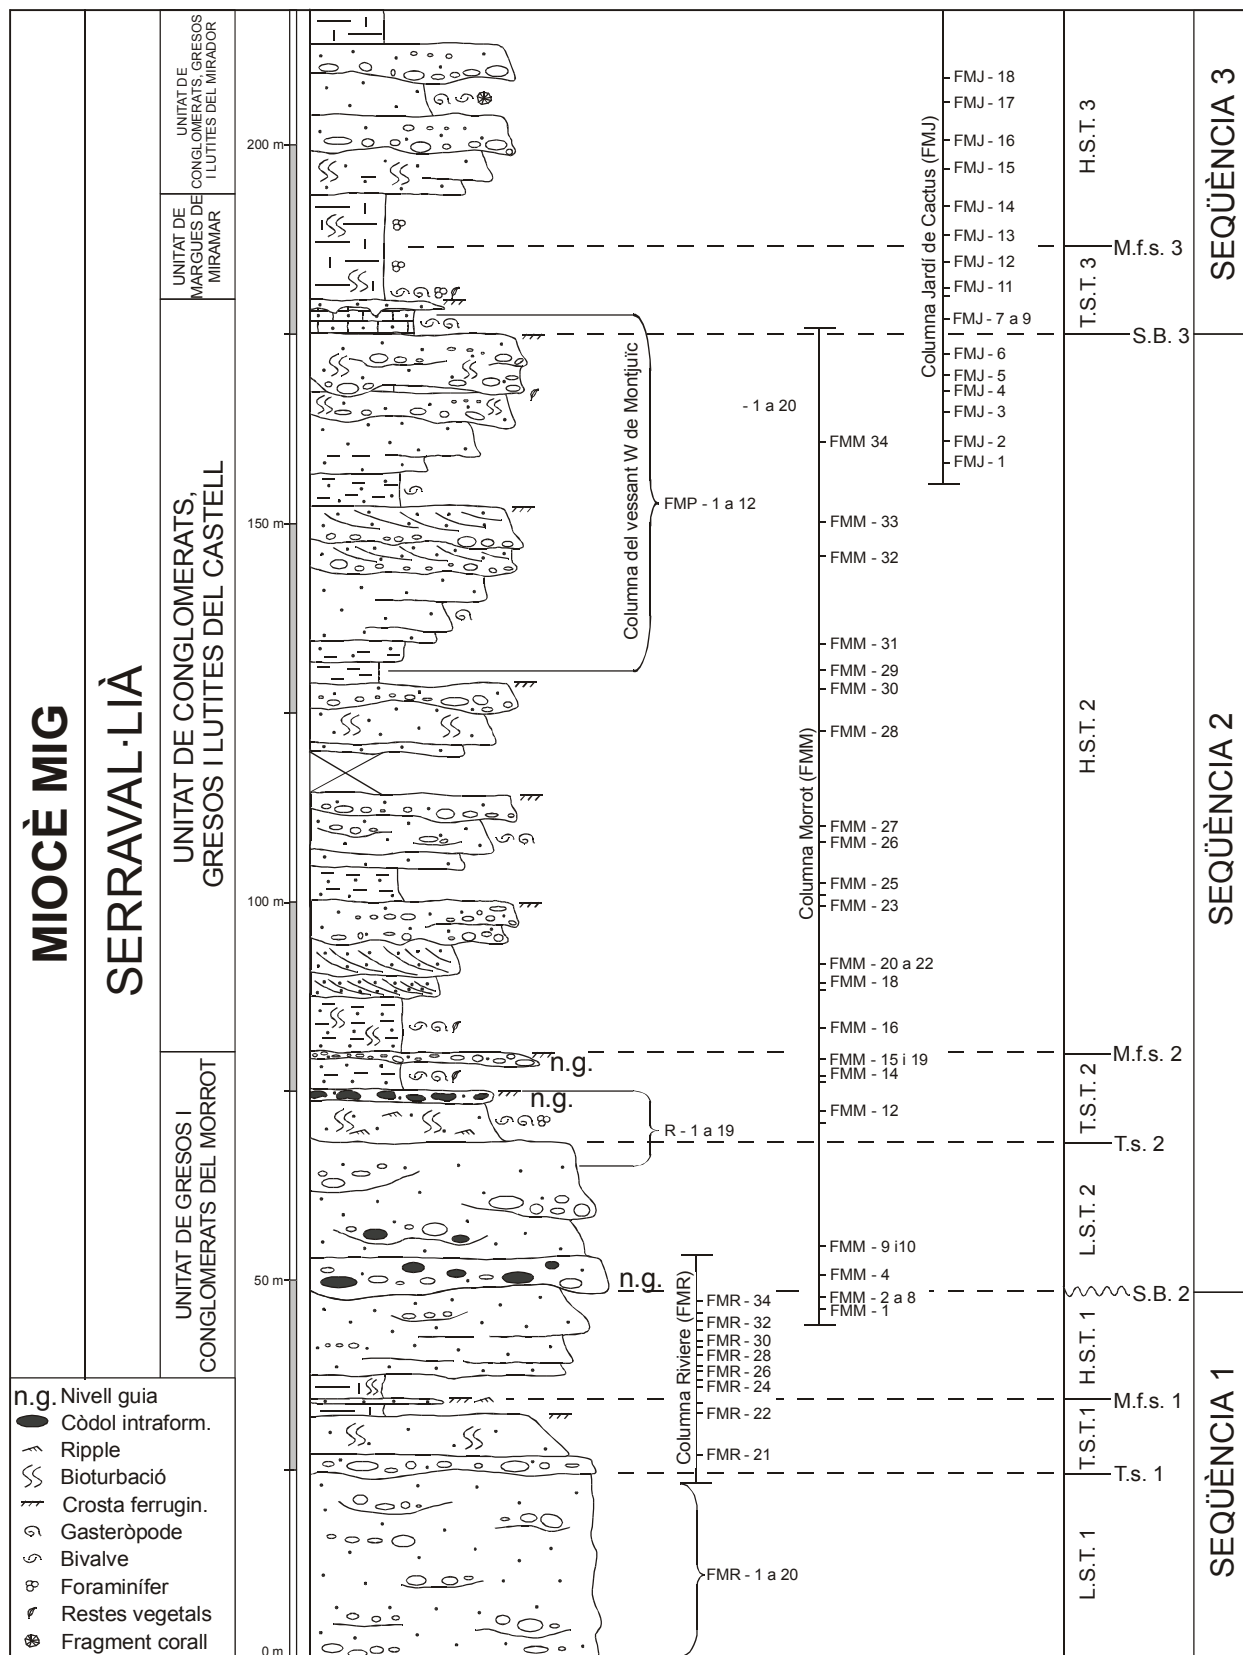 MIOCÈ MIG
SERRAVAL·LIÀ
UNITAT DE
CONGLOMERATS, GRESOS
I LUTITES DEL MIRADOR
UNITAT DE
MARGUES DE
MIRAMAR
UNITAT DE CONGLOMERATS,
GRESOS I LUTITES DEL CASTELL
UNITAT DE GRESOS I
CONGLOMERATS DEL MORROT
200 m
150 m
100 m
50 m
0 m
n.g.
n.g.
n.g.
Columna del vessant W de Montjuïc
FMP - 1 a 12
R - 1 a 19
- 1 a 20
Columna Riviere (FMR)
FMR - 34
FMR - 32
FMR - 30
FMR - 28
FMR - 26
FMR - 24
FMR - 22
FMR - 21
FMR - 1 a 20
Columna Morrot (FMM)
FMM 34
FMM - 33
FMM - 32
FMM - 31
FMM - 29
FMM - 30
FMM - 28
FMM - 27
FMM - 26
FMM - 25
FMM - 23
FMM - 20 a 22
FMM - 18
FMM - 16
FMM - 15 i 19
FMM - 14
FMM - 12
FMM - 9 i10
FMM - 4
FMM - 2 a 8
FMM - 1
Columna Jardí de Cactus (FMJ)
FMJ - 18
FMJ - 17
FMJ - 16
FMJ - 15
FMJ - 14
FMJ - 13
FMJ - 12
FMJ - 11
FMJ - 7 a 9
FMJ - 6
FMJ - 5
FMJ - 4
FMJ - 3
FMJ - 2
FMJ - 1
H.S.T. 3
M.f.s. 3
T.S.T. 3
S.B. 3
H.S.T. 2
M.f.s. 2
T.S.T. 2
T.s. 2
L.S.T. 2
S.B. 2
H.S.T. 1
M.f.s. 1
T.S.T.1
T.s. 1
L.S.T. 1
SEQÜÈNCIA 3
SEQÜÈNCIA 2
SEQÜÈNCIA 1
n.g. Nivell guia
Còdol intraform.
Ripple
Bioturbació
Crosta ferrugin.
Gasteròpode
Bivalve
Foraminífer
Restes vegetals
Fragment corall